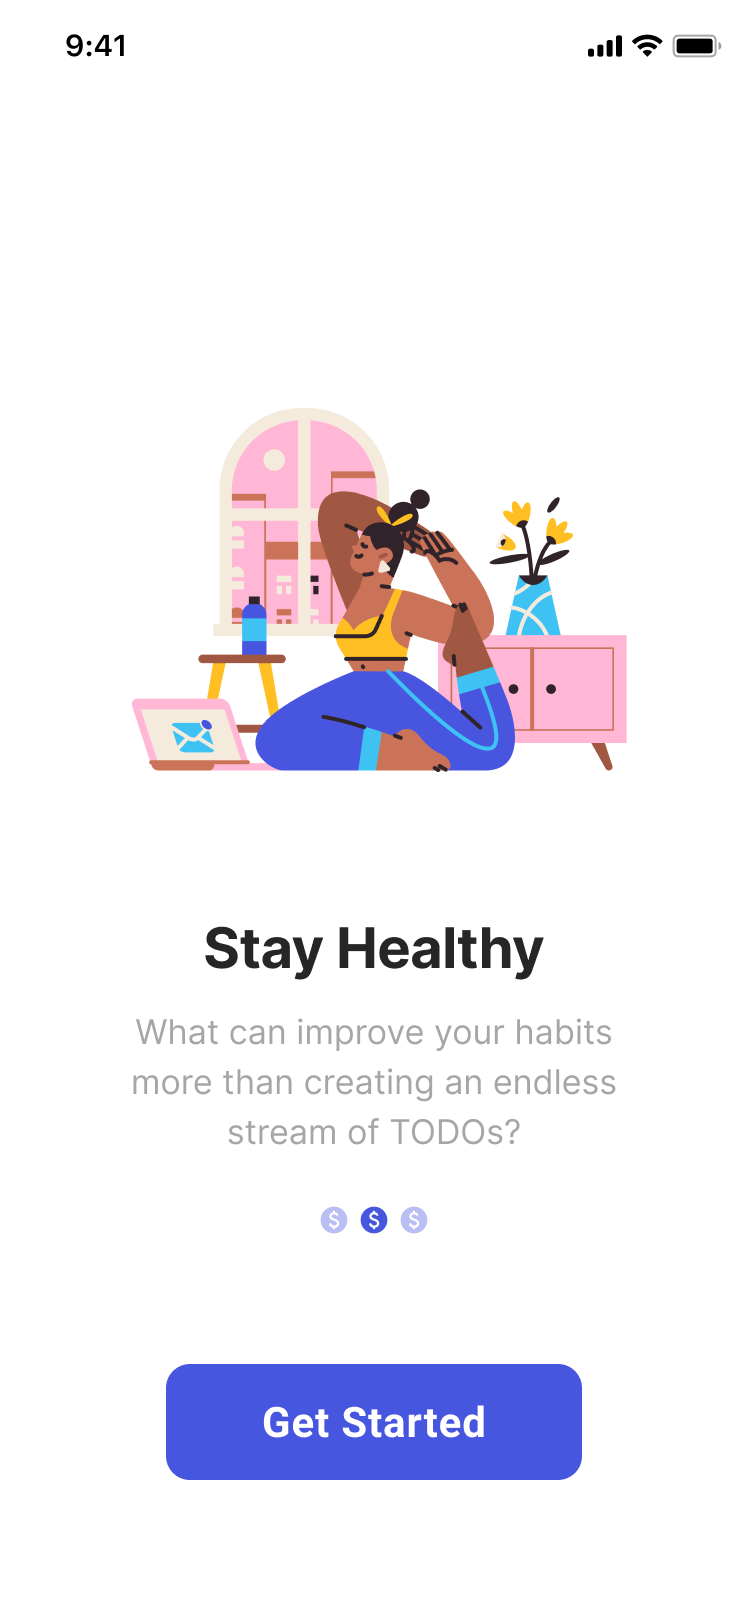 9:41
Stay Healthy
What can improve your habits
more than creating an endless
stream of TODOs?
$ $ $
Get Started